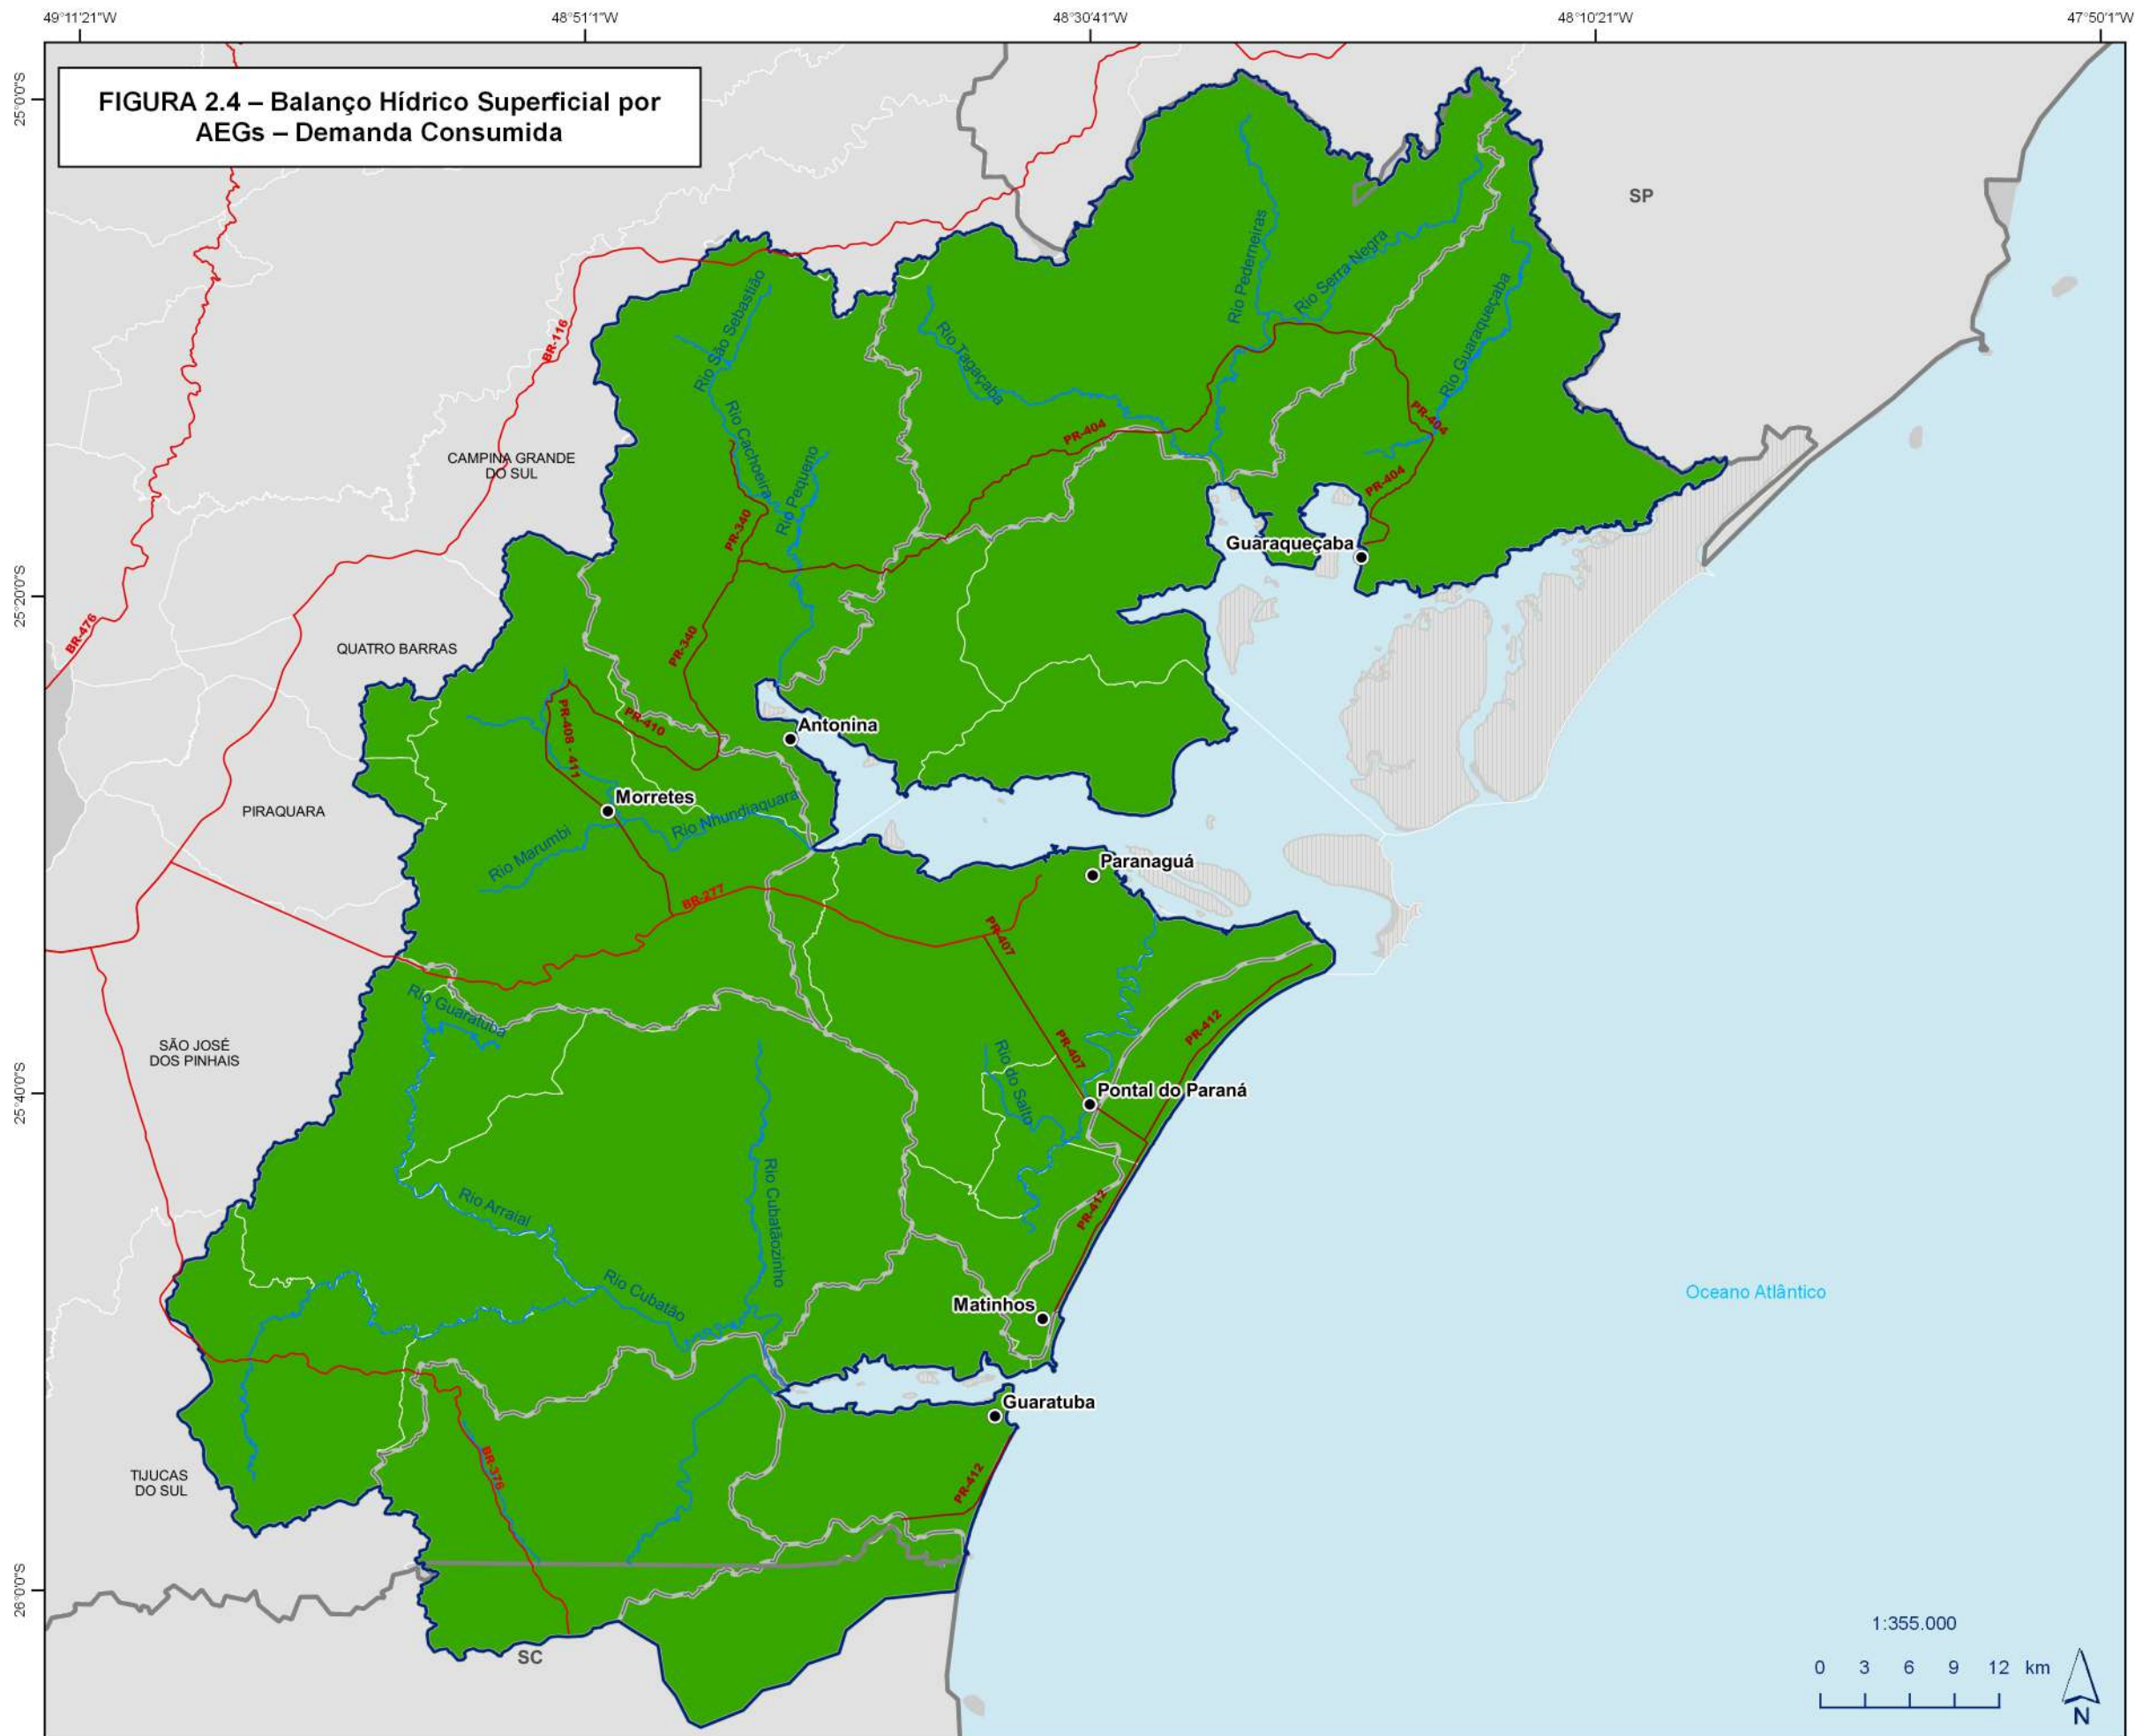 49°11'21"W
48°51'1"W
48°30'41"W
48°10'21"W
47°50'1"W
25°0'0"S
25°20'0"S
25°40'0"S
26°0'0"S
FIGURA 2.4 – Balanço Hídrico Superficial por
AEGs – Demanda Consumida
SP
BR-116
Rio São Sebastião
Rio Pederneiras
Rio Serra Negra
Rio Guaraqueçaba
Rio Tagaçaba
Rio Cachoeira
Rio Pequeno
PR-404
PR-404
PR-404
CAMPINA GRANDE
DO SUL
PR-340
Guaraqueçaba
BR-476
QUATRO BARRAS
PR-340
PR-408 - 411
PR-410
Antonina
Morretes
PIRAQUARA
Rio Nhundiaquara
Rio Marumbi
Paranaguá
BR-277
PR-407
Rio Guaratuba
SÃO JOSÉ
DOS PINHAIS
PR-412
PR-407
Rio do Salto
Pontal do Paraná
Rio Arraial
Rio Cubatãozinho
PR-412
Rio Cubatão
Oceano Atlântico
Matinhos
Guaratuba
TIJUCAS
DO SUL
BR-376
PR-412
SC
1:355.000
0 3 6 9 12 km
N